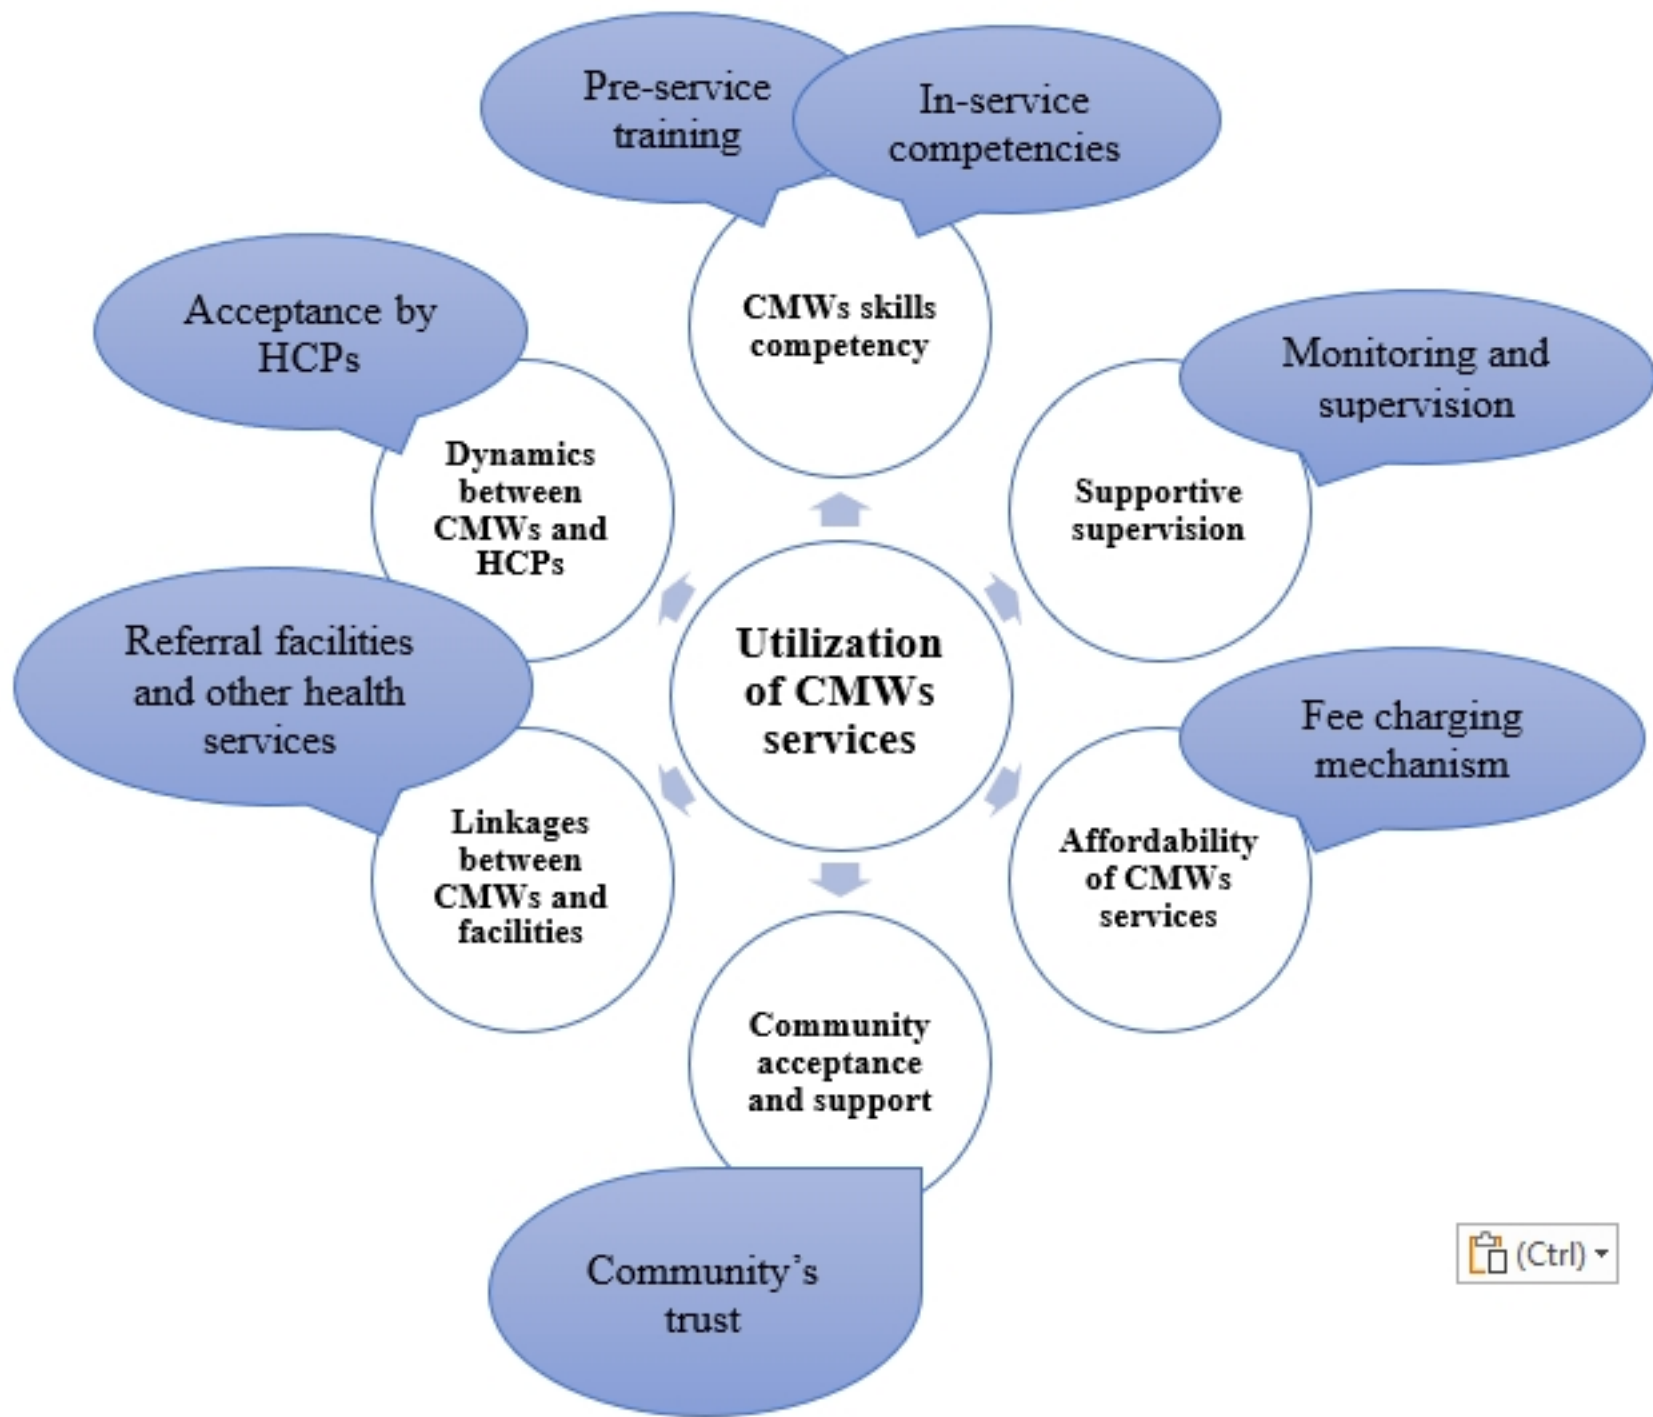 Pre-service
training
In-service
competencies
CMWs skills
competency
Acceptance by
HCPs
Dynamics
between
CMWs and
HCPs
Monitoring and
supervision
Supportive
supervision
Utilization
of CMWs
services
Referral facilities
and other health
services
Linkages
between
CMWs and
facilities
Fee charging
mechanism
Affordability
of CMWs
services
Community
acceptance
and support
Community’s
trust
(Ctrl)